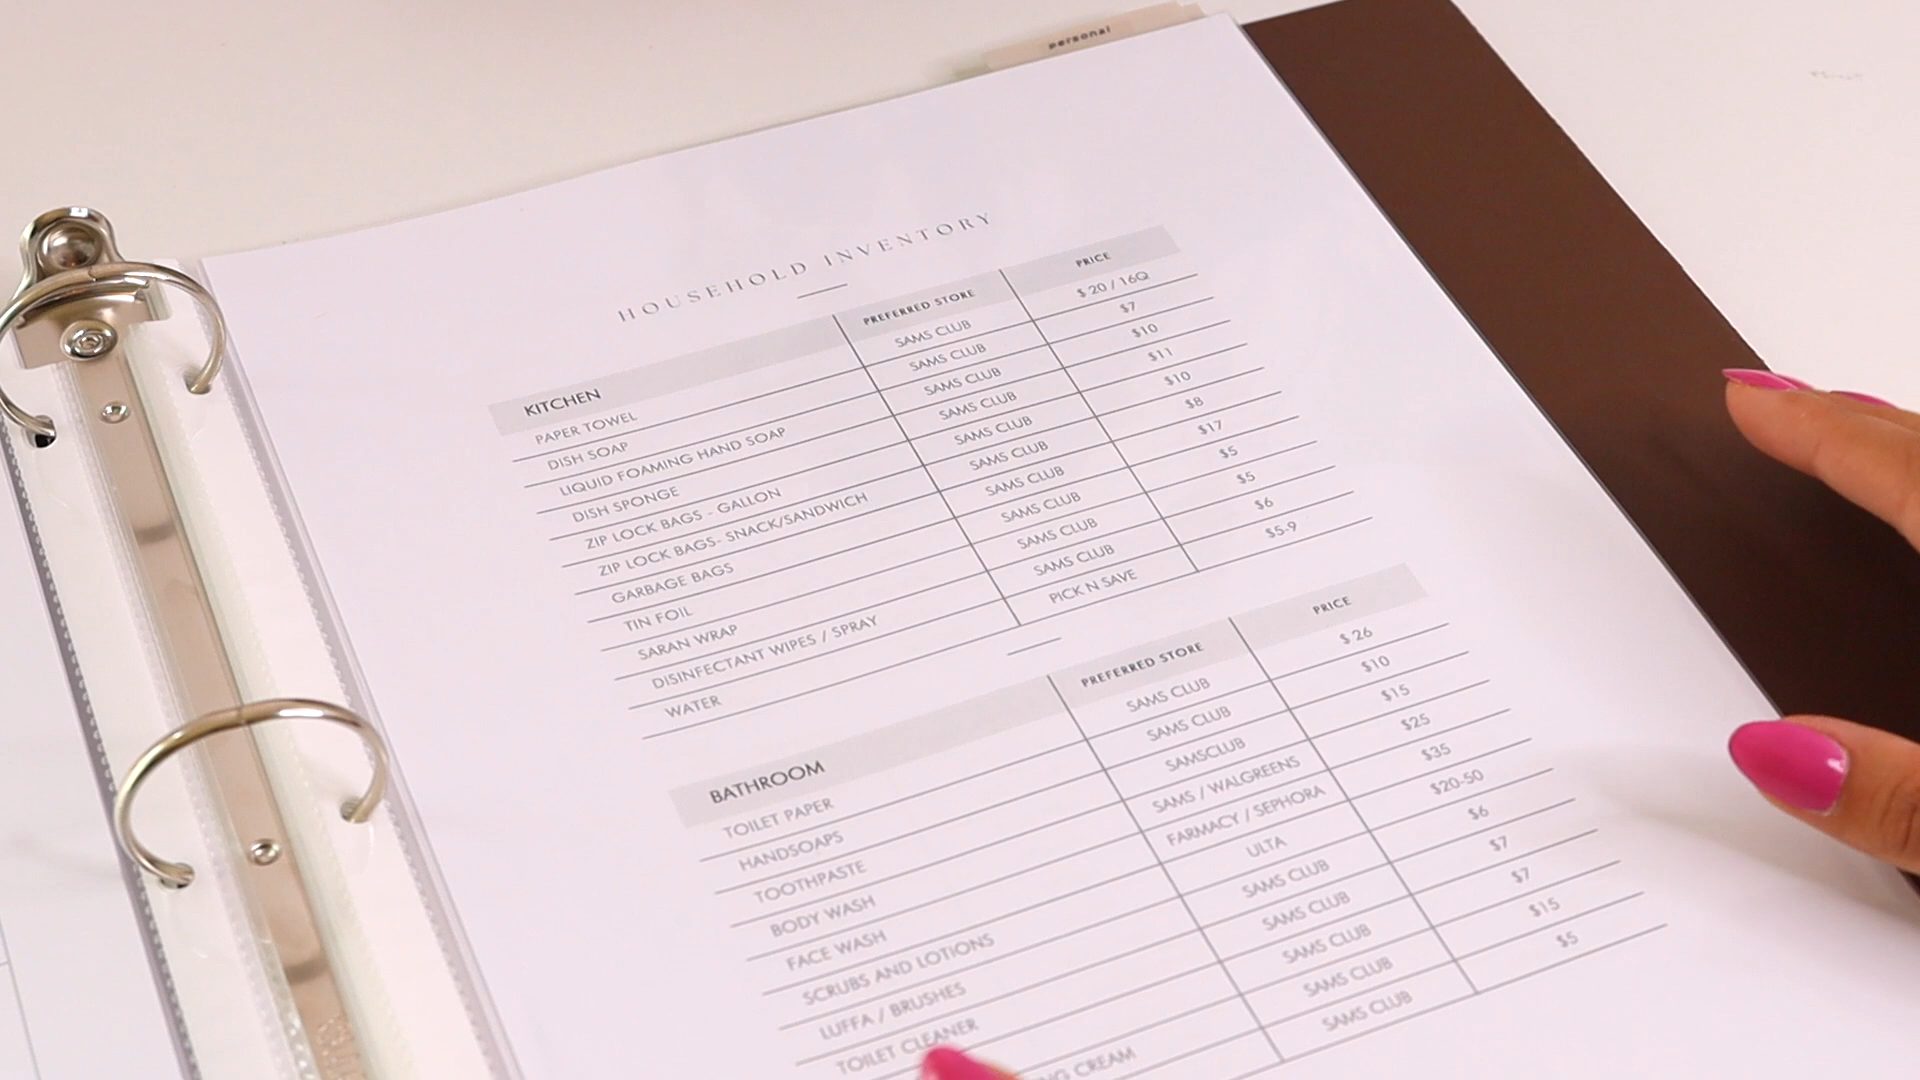 personal
HOUSEHOLD INVENTORY
KITCHEN PREFERRED STORE PRICE
PAPER TOWEL SAMS CLUB $ 20 / 16Q
DISH SOAP SAMS CLUB $7
LIQUID FOAMING HAND SOAP SAMS CLUB $10
DISH SPONGE SAMS CLUB $11
ZIP LOCK BAGS - GALLON SAMS CLUB $10
ZIP LOCK BAGS- SNACK/SANDWICH SAMS CLUB $8
GARBAGE BAGS SAMS CLUB $17
TIN FOIL SAMS CLUB $5
SARAN WRAP SAMS CLUB $5
DISINFECTANT WIPES / SPRAY SAMS CLUB $6
WATER PICK N SAVE $5-9
BATHROOM PREFERRED STORE PRICE
TOILET PAPER SAMS CLUB $ 26
HANDSOAPS SAMS CLUB $10
TOOTHPASTE SAMSCLUB $15
BODY WASH SAMS / WALGREENS $25
FACE WASH FARMACY / SEPHORA $35
SCRUBS AND LOTIONS ULTA $20-50
LUFFA / BRUSHES SAMS CLUB $6
TOILET CLEANER SAMS CLUB $7
SAMS CLUB $7
CREAM SAMS CLUB $15
SAMS CLUB $5